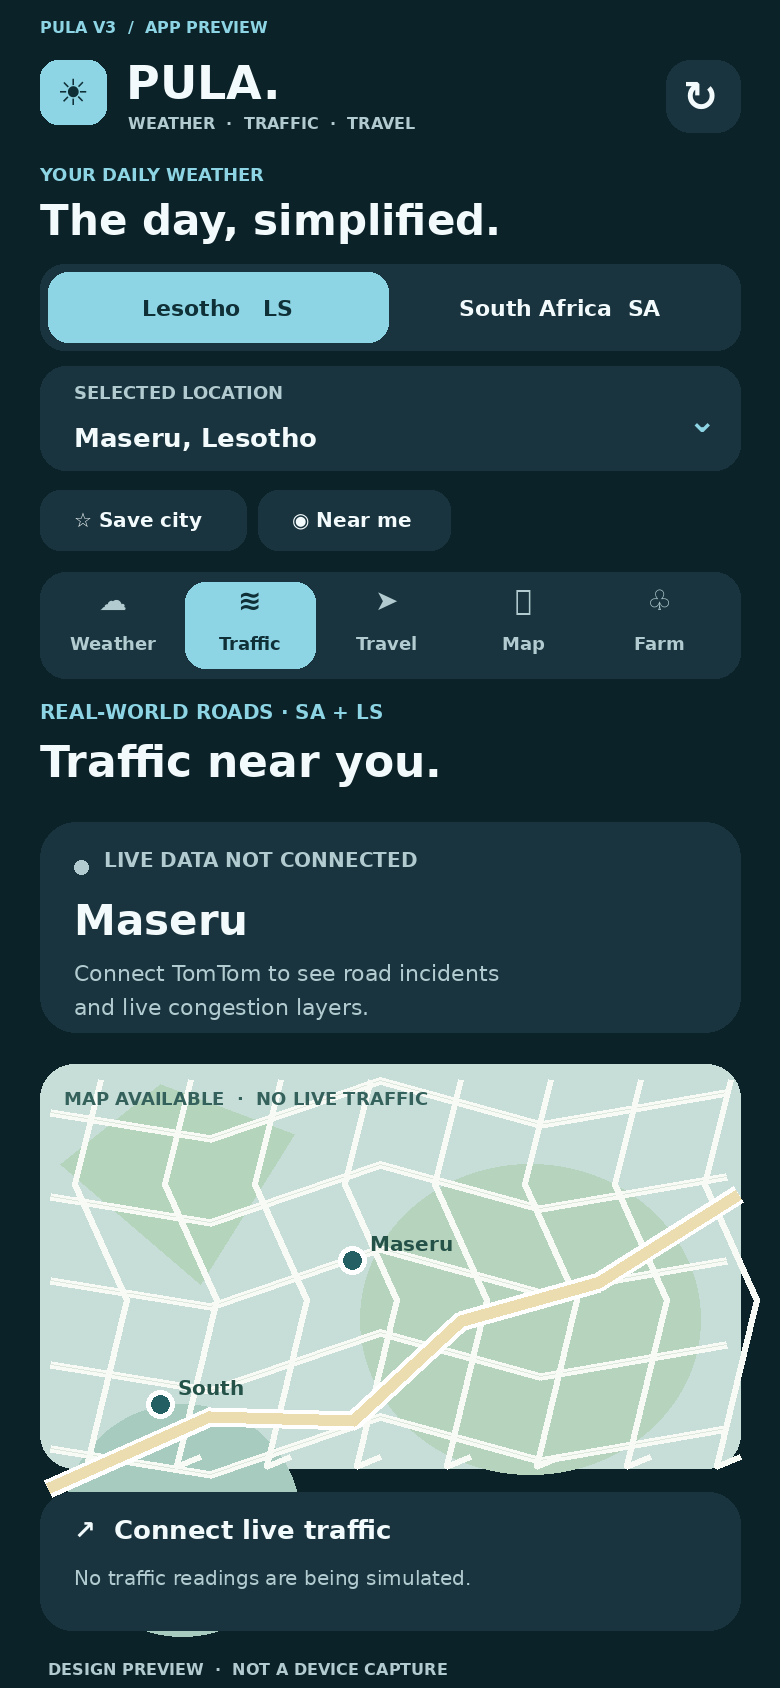 PULA V3 / APP PREVIEW
PULA.
WEATHER · TRAFFIC · TRAVEL
YOUR DAILY WEATHER
The day, simplified.
Lesotho LS
South Africa SA
SELECTED LOCATION
Maseru, Lesotho
☆ Save city
◉ Near me
Weather
Traffic
Travel
Map
Farm
REAL-WORLD ROADS · SA + LS
Traffic near you.
LIVE DATA NOT CONNECTED
Maseru
Connect TomTom to see road incidents
and live congestion layers.
MAP AVAILABLE · NO LIVE TRAFFIC
Maseru
South
↗ Connect live traffic
No traffic readings are being simulated.
DESIGN PREVIEW · NOT A DEVICE CAPTURE